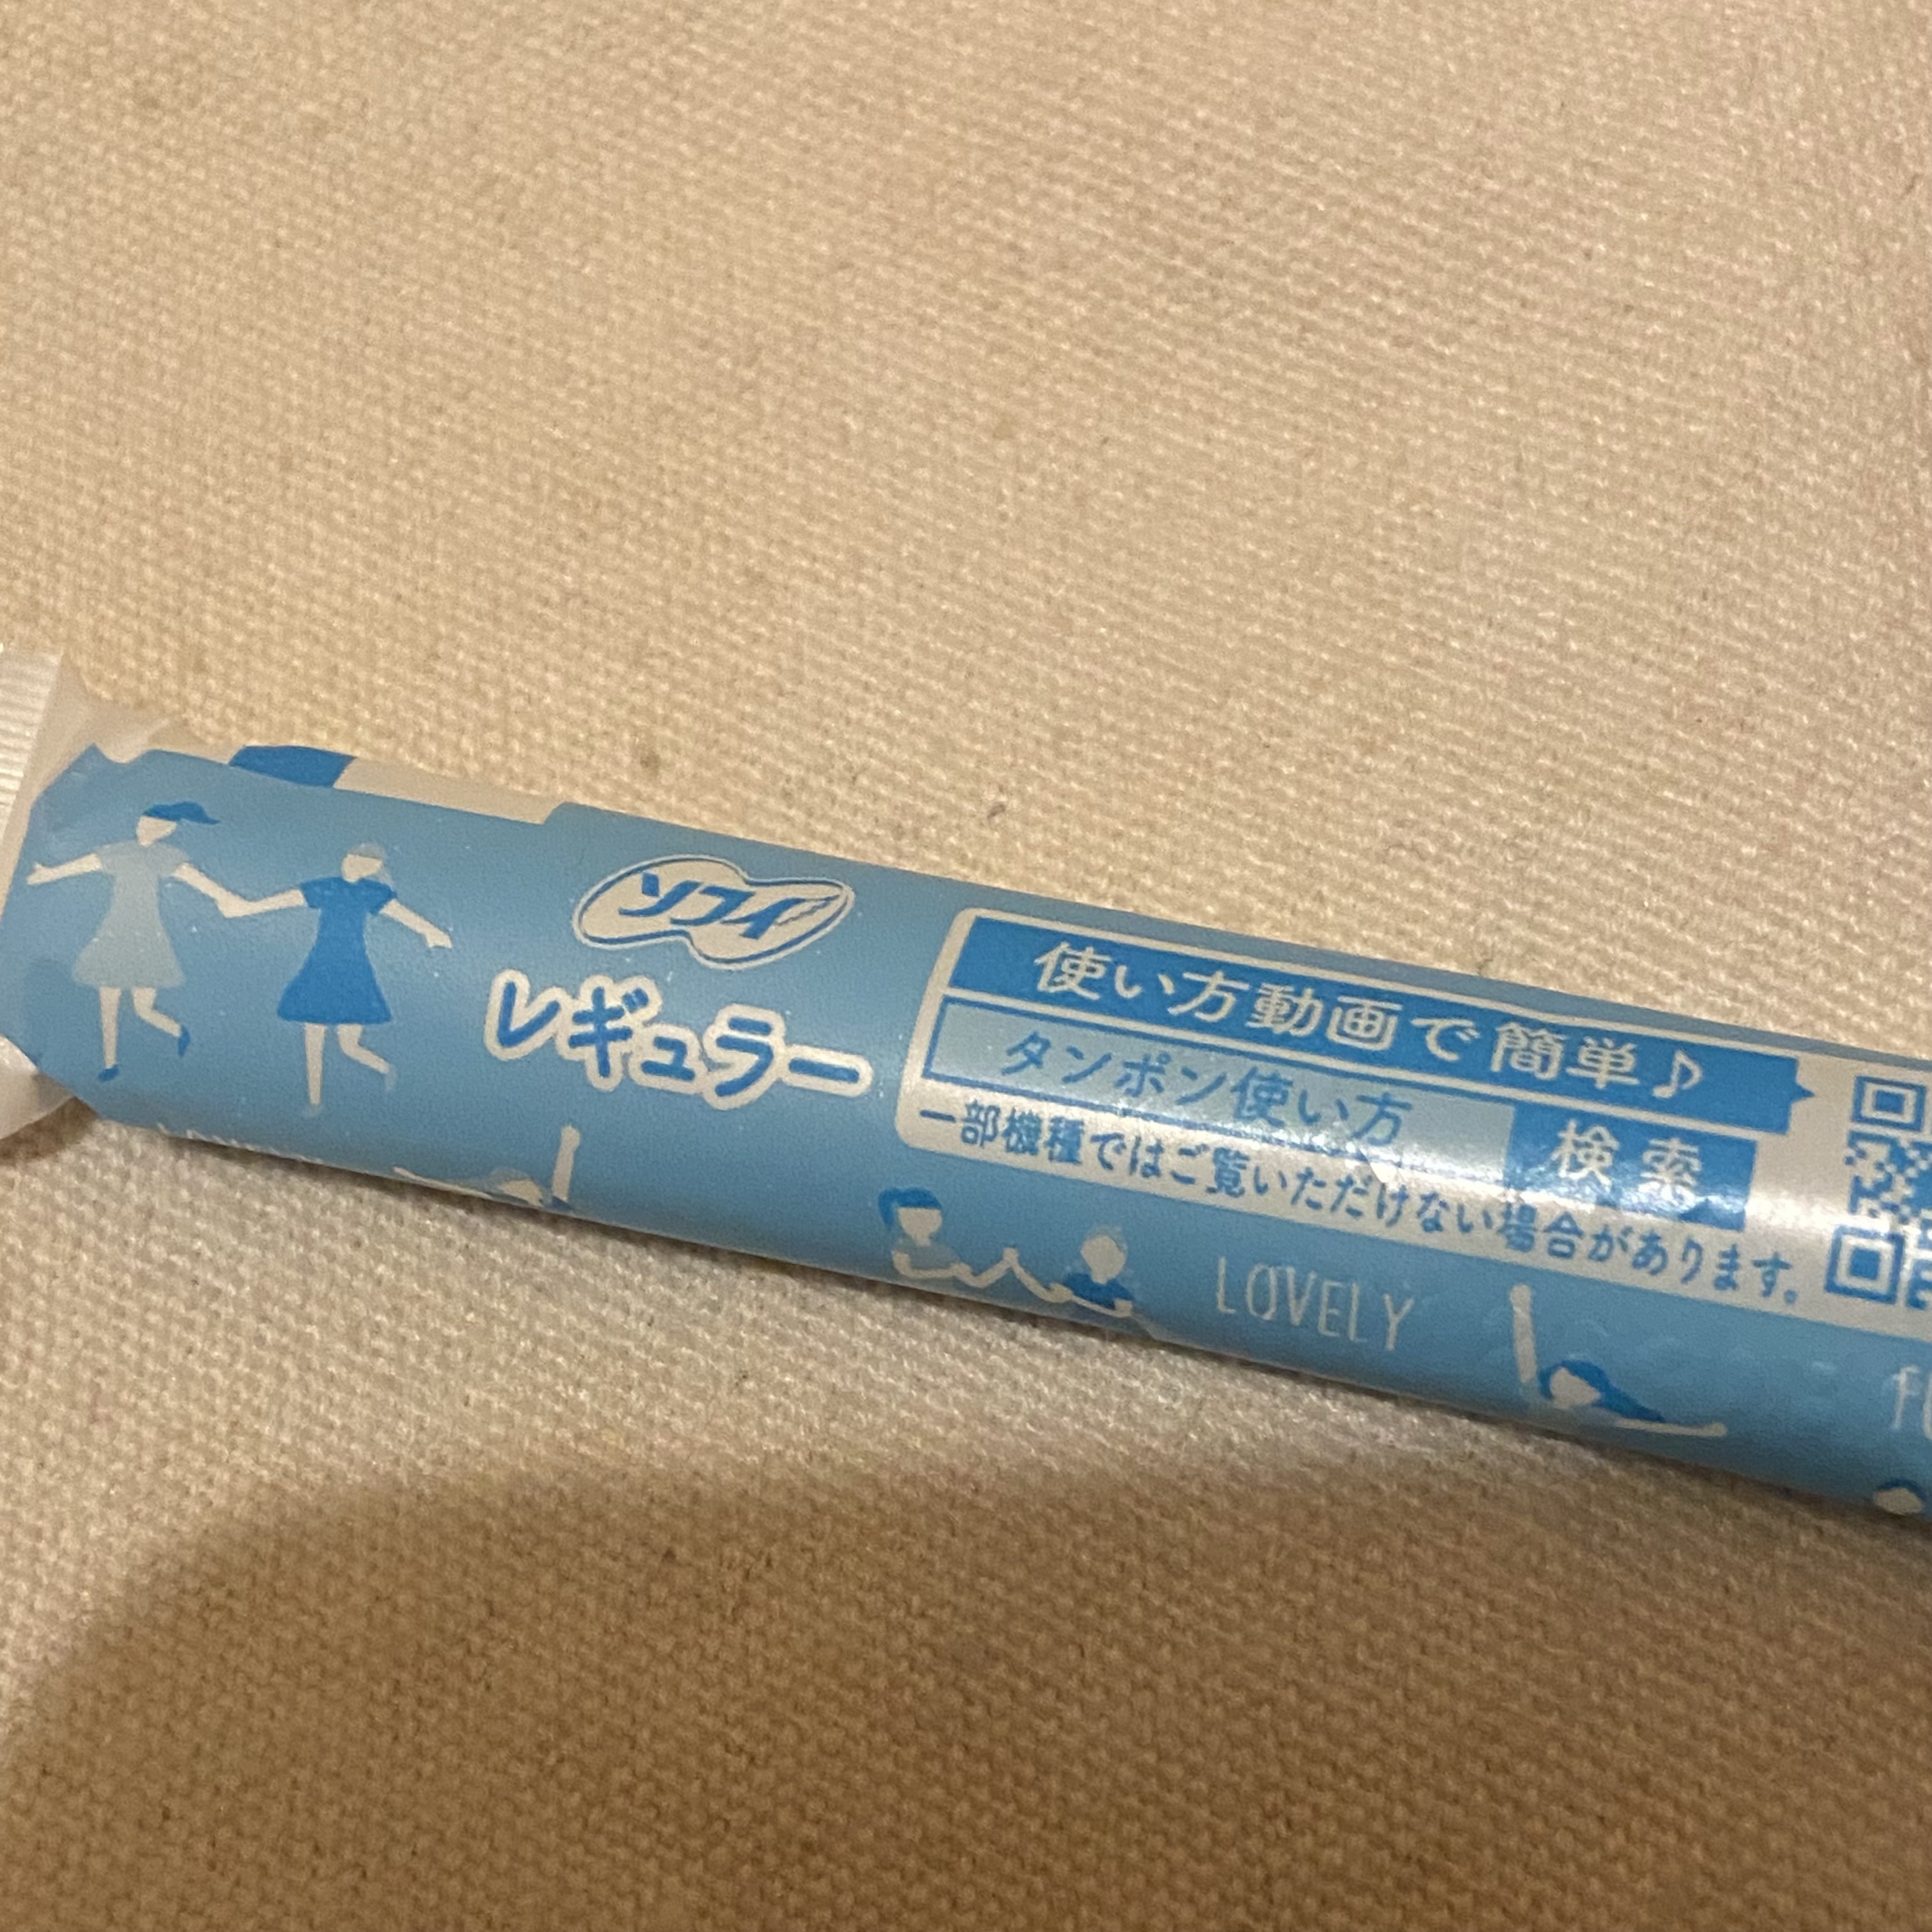 ソフィ
レギュラー
使い方動画で簡単♪
タンポン使い方 検索
一部機種ではご覧いただけない場合があります。
LOVELY